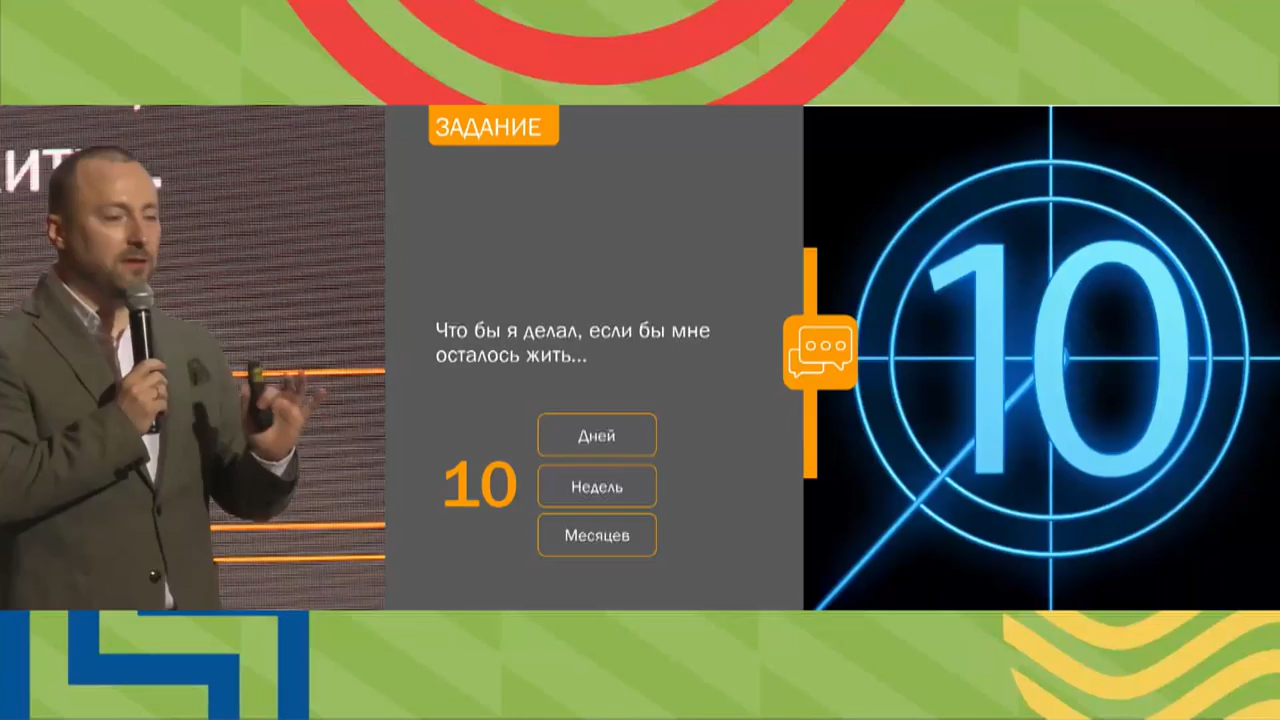 ЗАДАНИЕ
Что бы я делал, если бы мне
осталось жить...
10
Дней
Недель
Месяцев
10